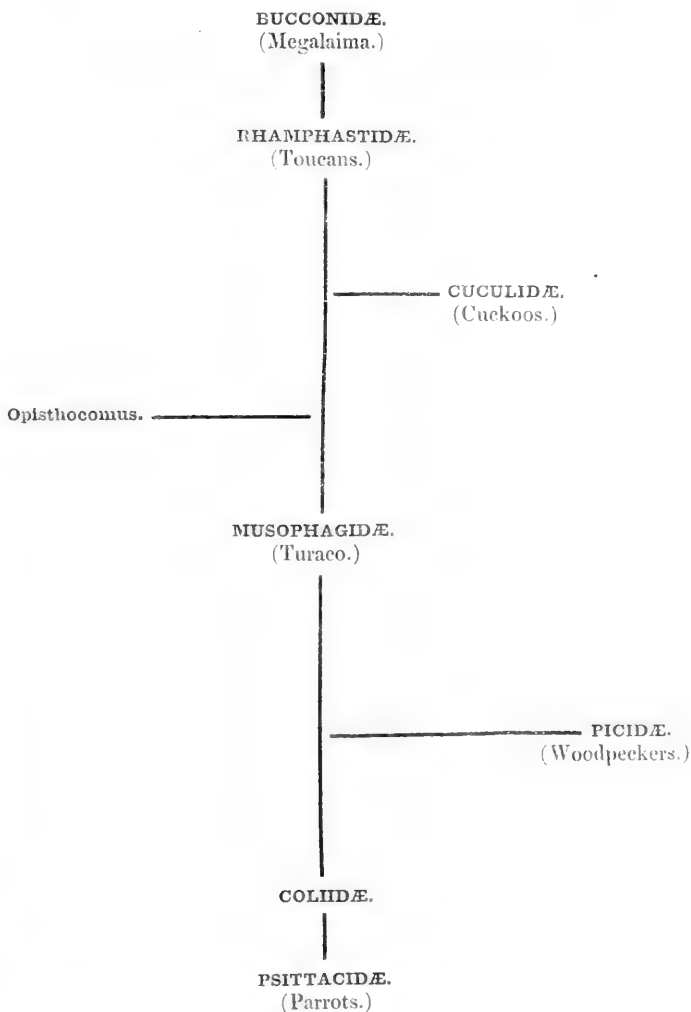 BUCCONIDÆ.
(Megalaima.)
RHAMPHASTIDÆ.
(Toucans.)
CUCULIDÆ.
(Cuckoos.)
Opisthocomus.
MUSOPHAGIDÆ.
(Turaco.)
PICIDÆ.
(Woodpeckers.)
COLIIDÆ.
PSITTACIDÆ.
(Parrots.)